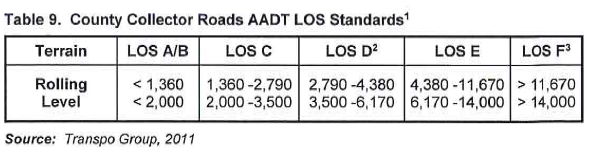 Table 9. County Collector Roads AADT LOS Standards¹
Terrain LOS A/B LOS C LOS D² LOS E LOS F³
Rolling < 1,360 1,360 -2,790 2,790 -4,380 4,380 -11,670 > 11,670
Level < 2,000 2,000 -3,500 3,500 -6,170 6,170 -14,000 > 14,000
Source: Transpo Group, 2011